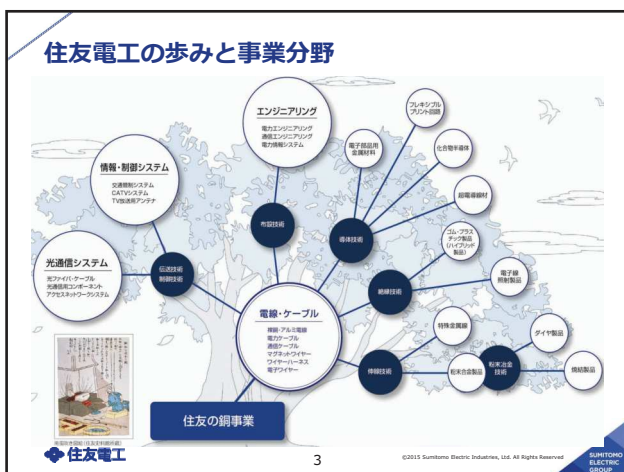 住友電工の歩みと事業分野
エンジニアリング
電力エンジニアリング
通信エンジニアリング
電力情報システム
フレキシブル
プリント回路
電子部品用
金属材料
化合物半導体
情報・制御システム
交通管制システム
CATVシステム
TV放送用アンテナ
超電導線材
布設技術
導体技術
ゴム・プラス
チック製品
(ハイブリッド
製品)
光通信システム
光ファイバ・ケーブル
光通信用コンポーネント
アクセスネットワークシステム
伝送技術
制御技術
絶縁技術
電子線
照射製品
電線・ケーブル
裸銅・アルミ電線
電力ケーブル
通信ケーブル
マグネットワイヤー
ワイヤーハーネス
電子ワイヤー
特殊金属線
ダイヤ製品
伸線技術
粉末合金製品
粉末冶金
技術
焼結製品
住友の銅事業
住友電工
3
©2015 Sumitomo Electric Industries, Ltd. All Rights Reserved
SUMITOMO
ELECTRIC
GROUP